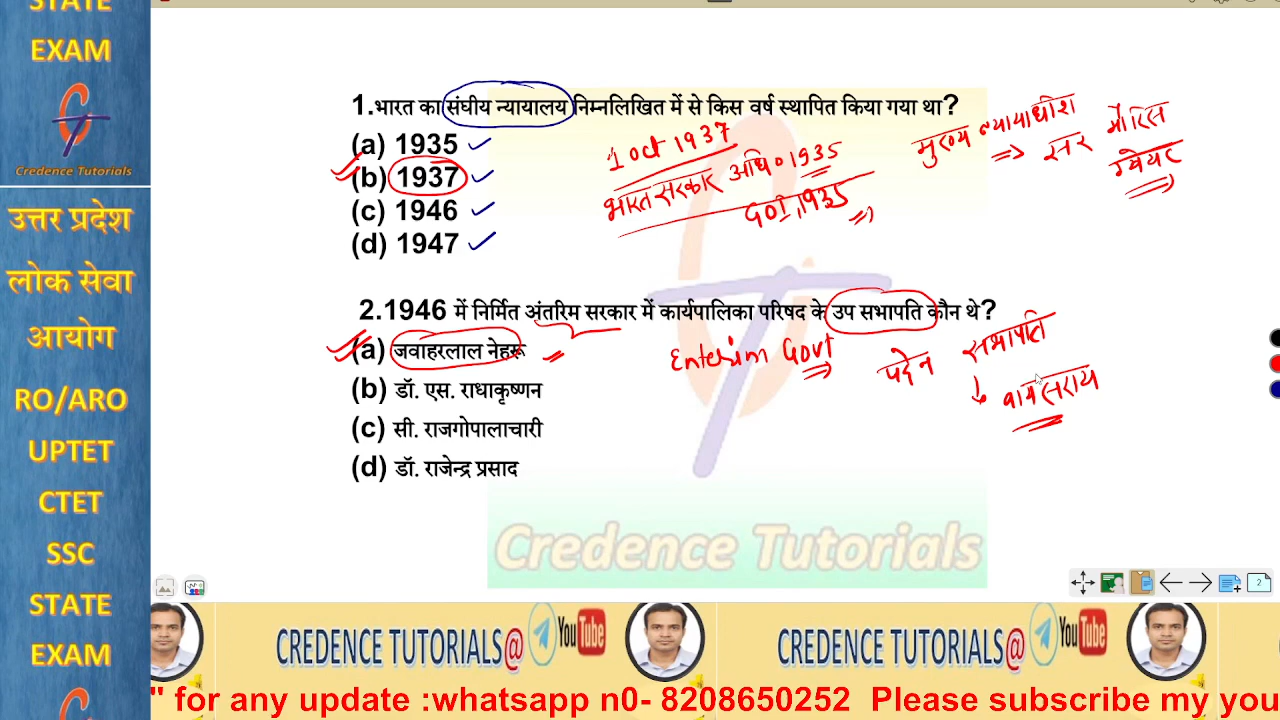 STATE
EXAM
Credence Tutorials
उत्तर प्रदेश
लोक सेवा
आयोग
RO/ARO
UPTET
CTET
SSC
STATE
EXAM
1.भारत का संघीय न्यायालय निम्नलिखित में से किस वर्ष स्थापित किया गया था?
(a) 1935
(b) 1937
(c) 1946
(d) 1947
1 oct 1937
भारत सरकार अधि० 1935
GOI, 1935
मुख्य न्यायाधीश
=> सर मौरिस
ग्वेयर
2.1946 में निर्मित अंतरिम सरकार में कार्यपालिका परिषद के उप सभापति कौन थे?
(a) जवाहरलाल नेहरू
(b) डॉ. एस. राधाकृष्णन
(c) सी. राजगोपालाचारी
(d) डॉ. राजेन्द्र प्रसाद
Enterim Govt
पदेन सभापति
वायसराय
Credence Tutorials
2
CREDENCE TUTORIALS@ YouTube CREDENCE TUTORIALS@ YouTube
" for any update :whatsapp n0- 8208650252 Please subscribe my you